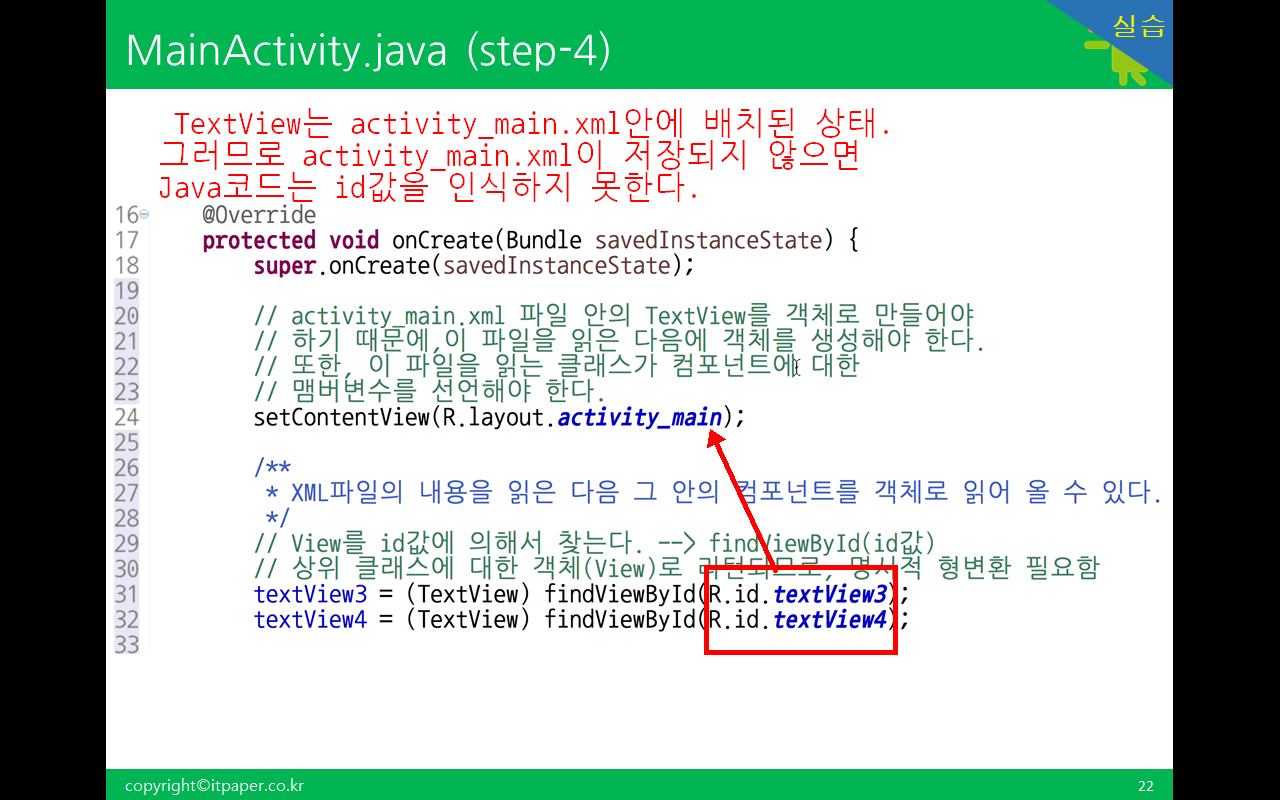 MainActivity.java (step-4)
실습
TextView는 activity_main.xml안에 배치된 상태.
그러므로 activity_main.xml이 저장되지 않으면
Java코드는 id값을 인식하지 못한다.
16 @Override
17 protected void onCreate(Bundle savedInstanceState) {
18 super.onCreate(savedInstanceState);
19
20 // activity_main.xml 파일 안의 TextView를 객체로 만들어야
21 // 하기 때문에,이 파일을 읽은 다음에 객체를 생성해야 한다.
22 // 또한, 이 파일을 읽는 클래스가 컴포넌트에 대한
23 // 맴버변수를 선언해야 한다.
24 setContentView(R.layout.activity_main);
25
26 /**
27 * XML파일의 내용을 읽은 다음 그 안의 컴포넌트를 객체로 읽어 올 수 있다.
28 */
29 // View를 id값에 의해서 찾는다. --> findViewById(id값)
30 // 상위 클래스에 대한 객체(View)로 리턴되므로, 명시적 형변환 필요함
31 textView3 = (TextView) findViewById(R.id.textView3);
32 textView4 = (TextView) findViewById(R.id.textView4);
33
copyright©itpaper.co.kr
22